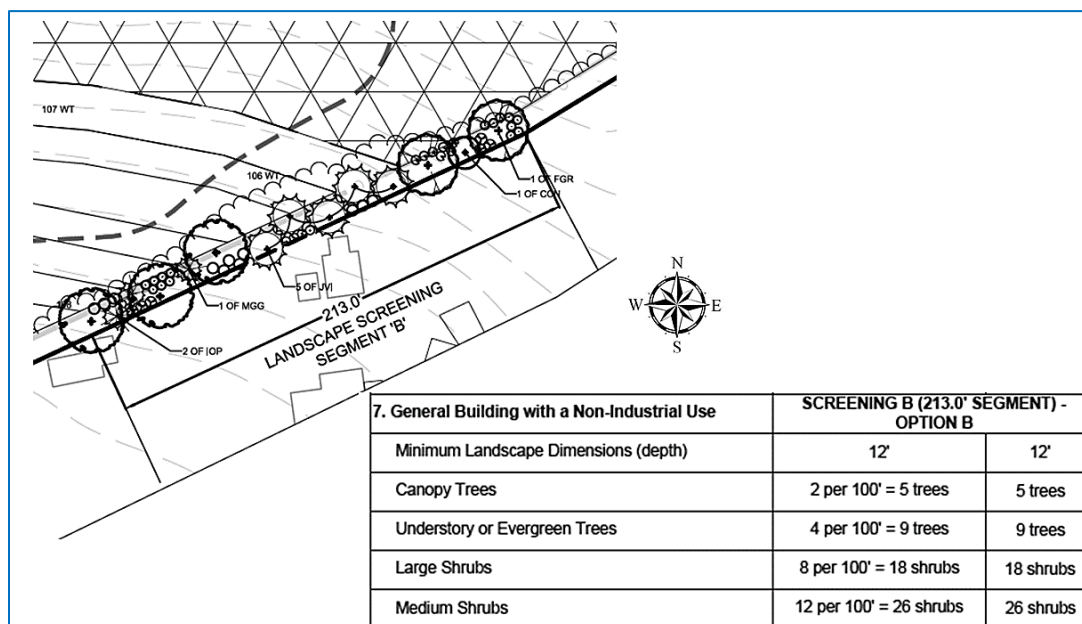 107 WT
106 WT
1 OF FGR
1 OF COH
5 OF JVI
1 OF MGG
2 OF IOP
213.0'
LANDSCAPE SCREENING
SEGMENT 'B'
N
W E
S
7. General Building with a Non-Industrial Use SCREENING B (213.0' SEGMENT) -
OPTION B
Minimum Landscape Dimensions (depth) 12' 12'
Canopy Trees 2 per 100' = 5 trees 5 trees
Understory or Evergreen Trees 4 per 100' = 9 trees 9 trees
Large Shrubs 8 per 100' = 18 shrubs 18 shrubs
Medium Shrubs 12 per 100' = 26 shrubs 26 shrubs